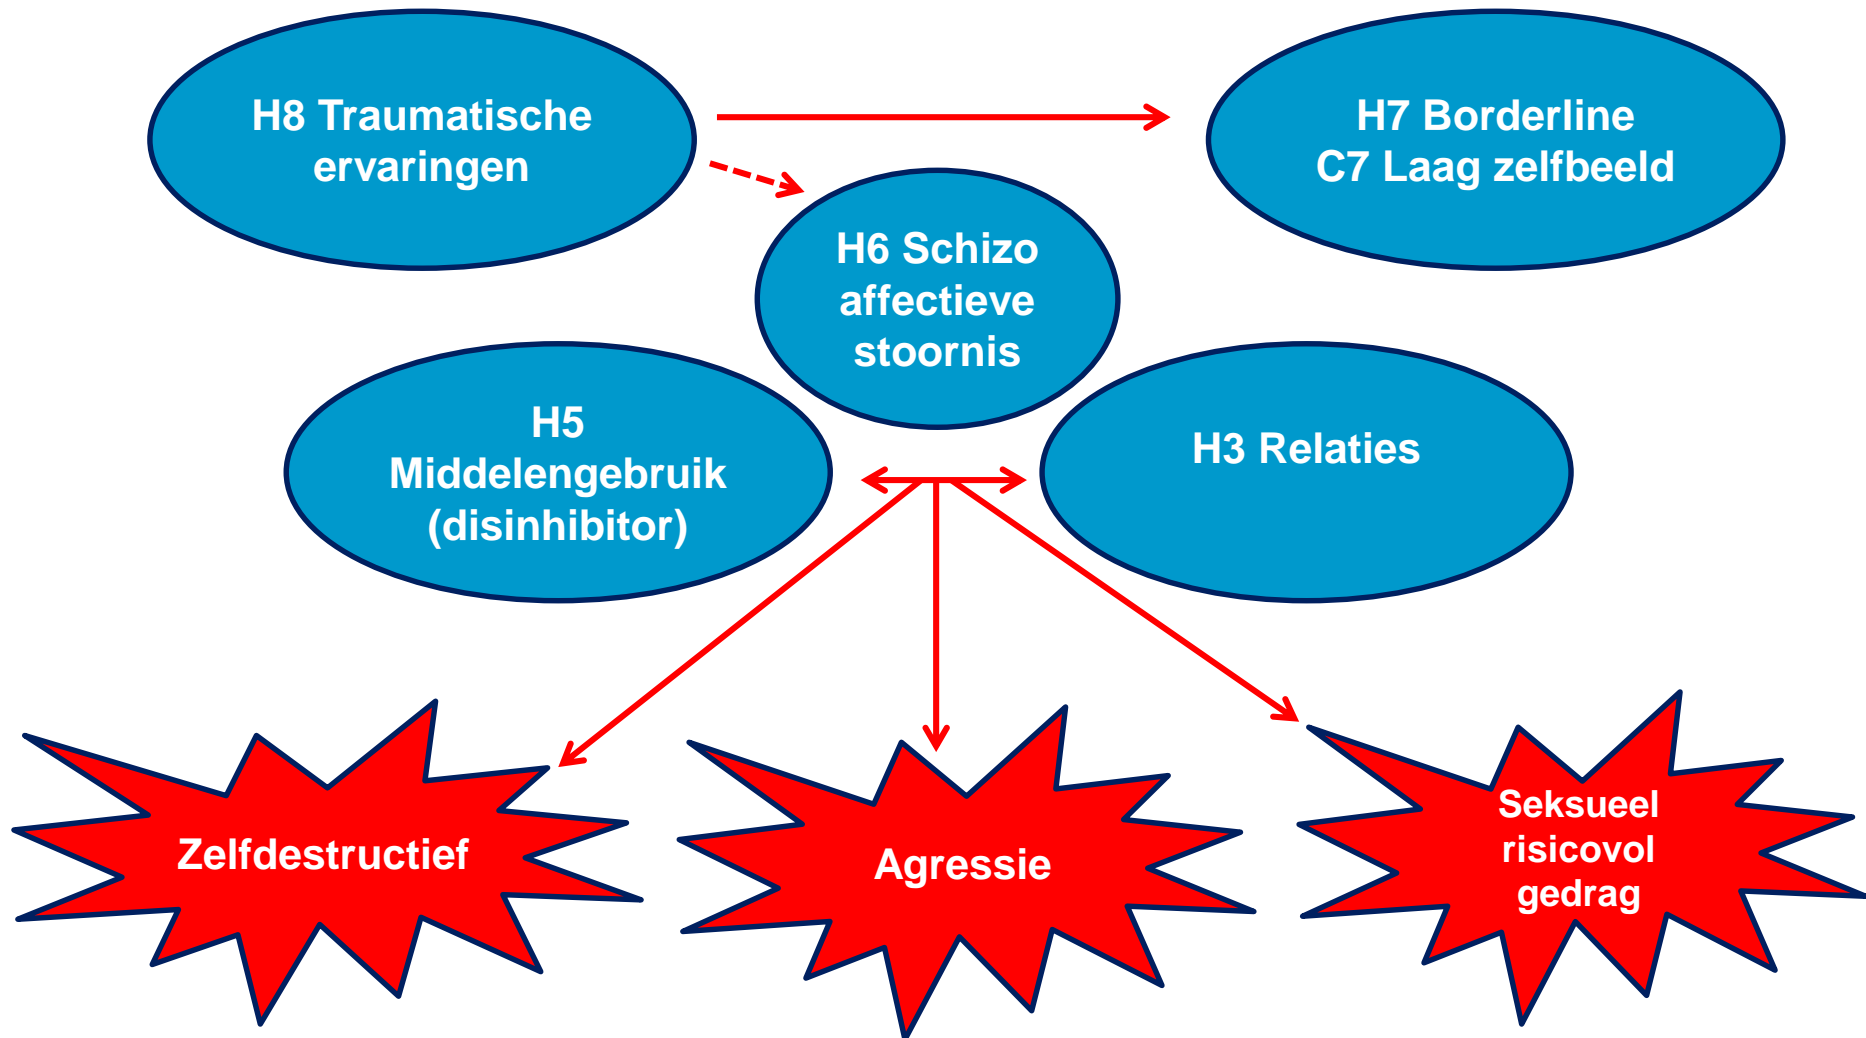 H8 Traumatische
ervaringen
H7 Borderline
C7 Laag zelfbeeld
H6 Schizo
affectieve
stoornis
H5
Middelengebruik
(disinhibitor)
H3 Relaties
Zelfdestructief
Agressie
Seksueel
risicovol
gedrag